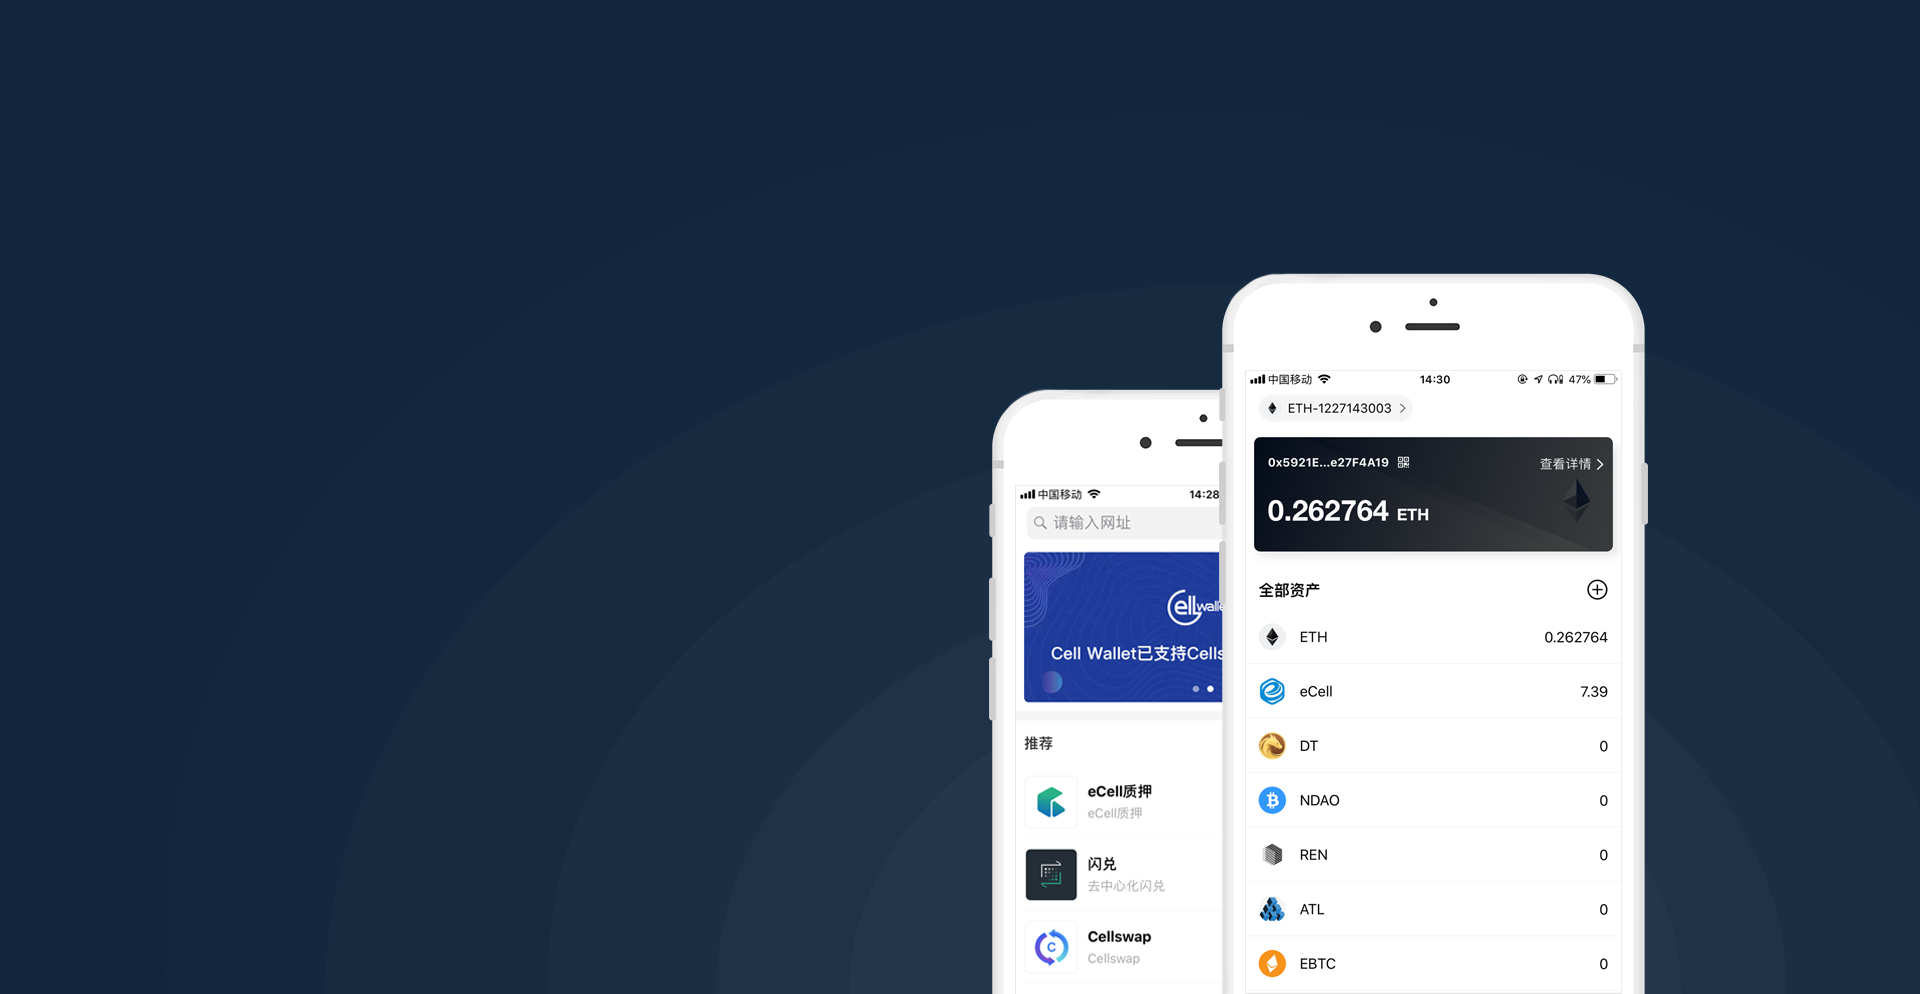 中国移动
14:28
请输入网址
ellwalle
Cell Wallet已支持Cells
推荐
eCell质押
eCell质押
闪兑
去中心化闪兑
C
Cellswap
Cellswap
中国移动
14:30
47%
ETH-1227143003
0x5921E...e27F4A19
查看详情
0.262764 ETH
全部资产
ETH 0.262764
eCell 7.39
DT 0
NDAO 0
REN 0
ATL 0
EBTC 0